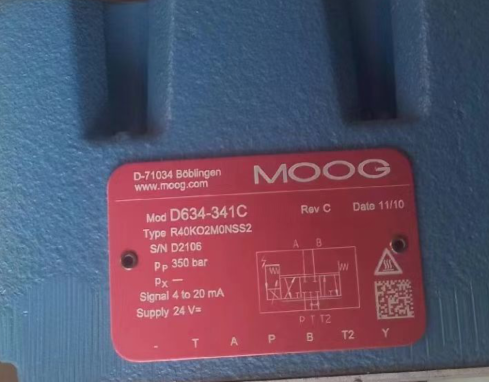 D-71034 Böblingen
www.moog.com
MOOG
Mod D634-341C Rev C Date 11/10
Type R40KO2M0NSS2
S/N D2106
pP 350 bar
pX —
Signal 4 to 20 mA
Supply 24 V=
A B
P T T2
- T A P B T2 Y